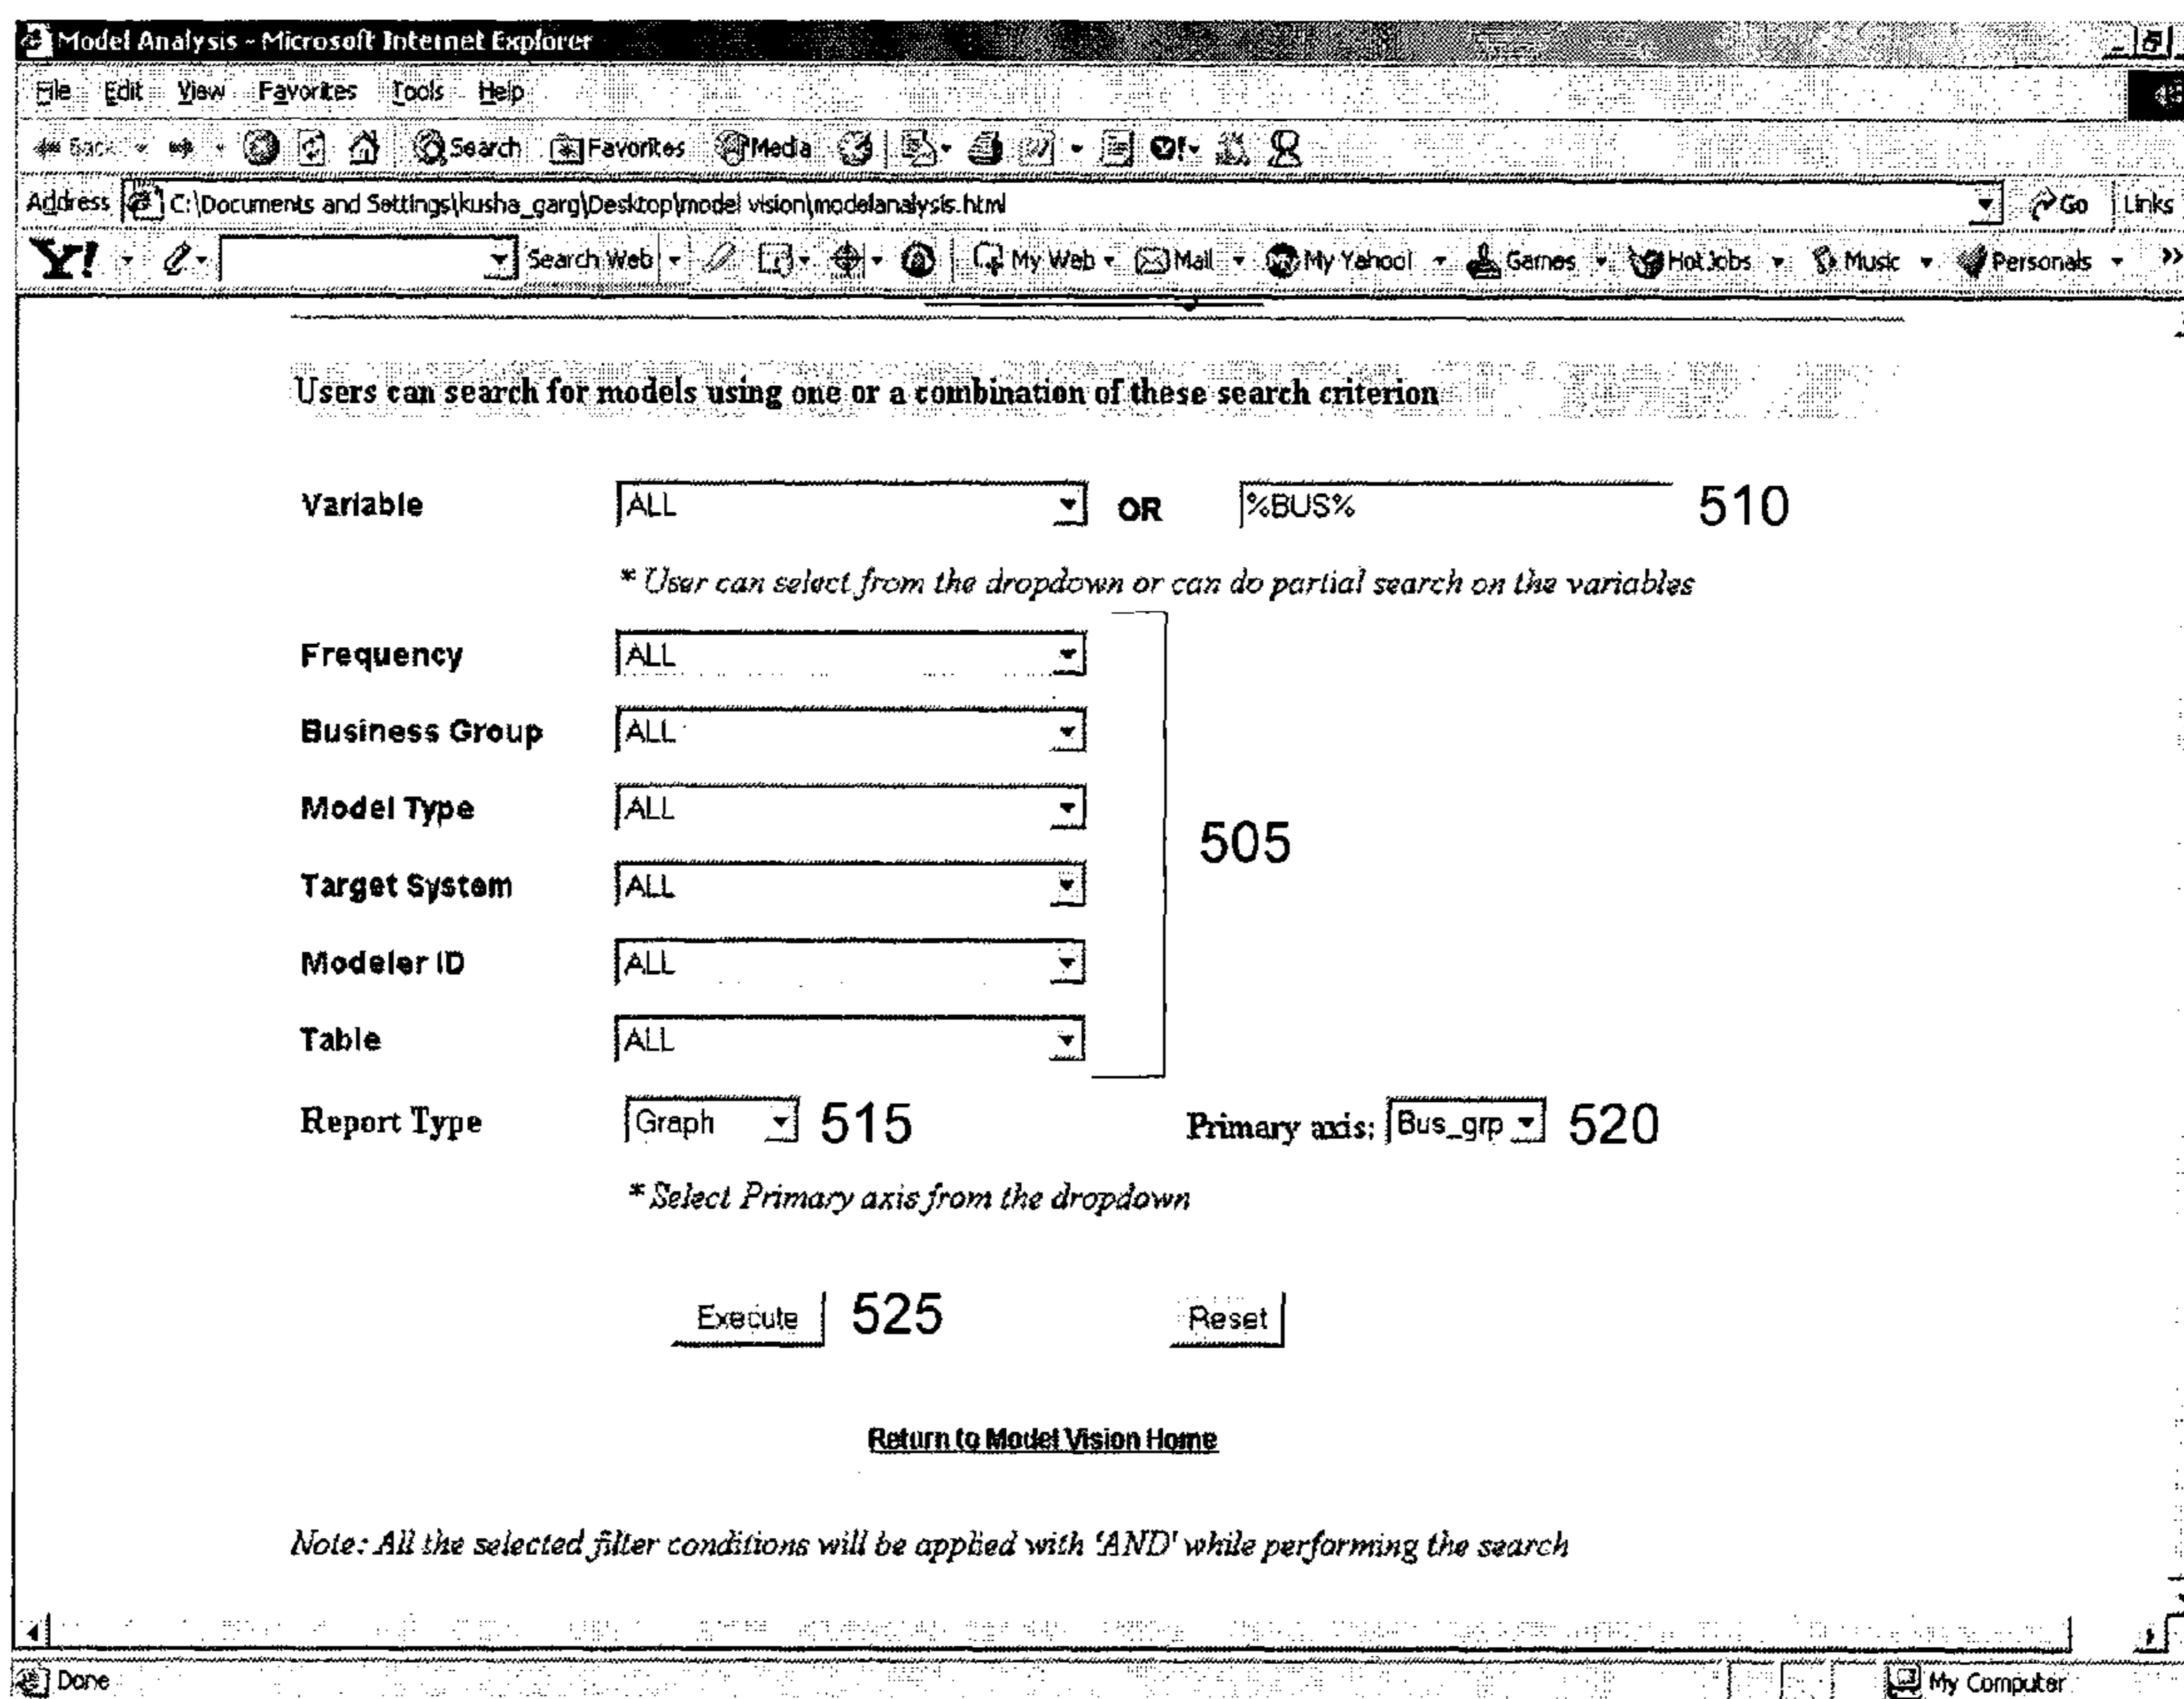 Model Analysis - Microsoft Internet Explorer
File Edit View Favorites Tools Help
Back Search Favorites Media
Address C:\Documents and Settings\kusha_garg\Desktop\model vision\modelanalysis.html Go Links
Y! Search Web My Web Mail My Yahoo! Games HotJobs Music Personals >>
Users can search for models using one or a combination of these search criterion
Variable ALL OR %BUS% 510
* User can select from the dropdown or can do partial search on the variables
Frequency ALL
Business Group ALL
Model Type ALL
505
Target System ALL
Modeler ID ALL
Table ALL
Report Type Graph 515 Primary axis: Bus_grp 520
* Select Primary axis from the dropdown
Execute 525 Reset
Return to Model Vision Home
Note: All the selected filter conditions will be applied with 'AND' while performing the search
Done My Computer